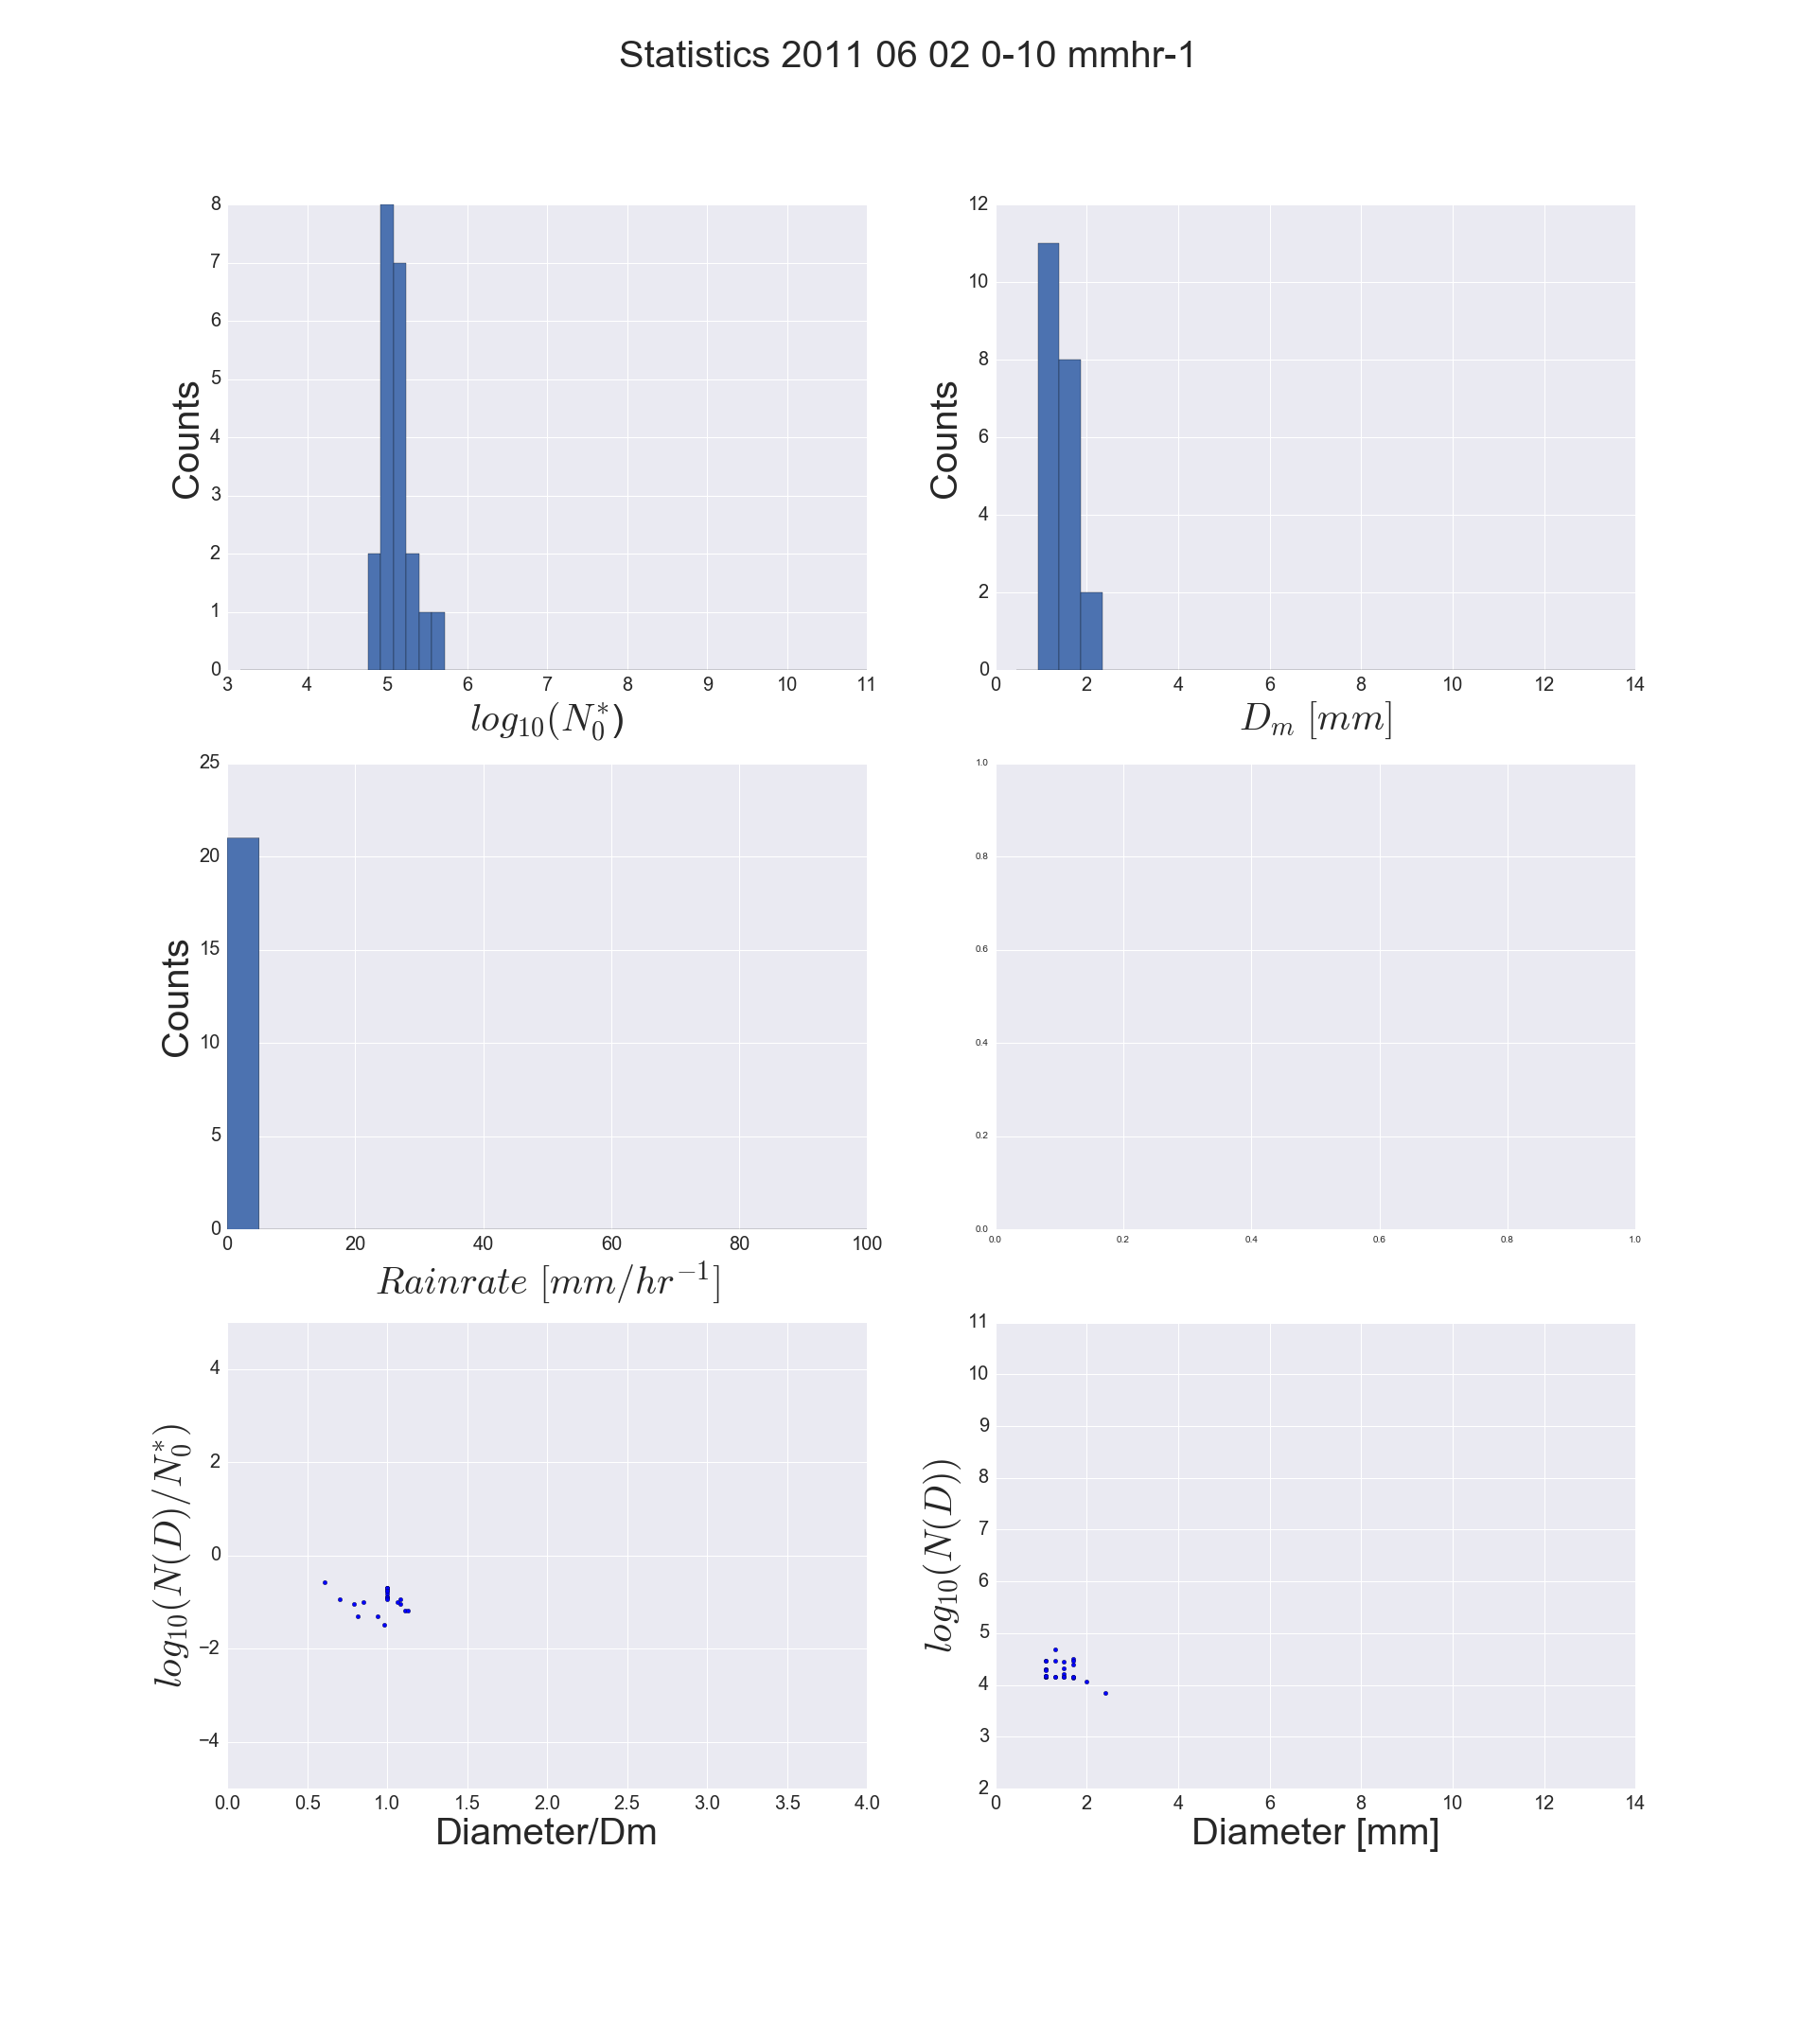 Statistics 2011 06 02 0-10 mmhr-1
8
7
6
5
4
3
2
1
0
Counts
3 4 5 6 7 8 9 10 11
log10(N0*)
12
10
8
6
4
2
0
Counts
0 2 4 6 8 10 12 14
Dm [mm]
25
20
15
10
5
0
Counts
0 20 40 60 80 100
Rainrate [mm/hr−1]
1.0
0.8
0.6
0.4
0.2
0.0
0.0 0.2 0.4 0.6 0.8 1.0
4
2
0
−2
−4
log10(N(D)/N0*)
0.0 0.5 1.0 1.5 2.0 2.5 3.0 3.5 4.0
Diameter/Dm
11
10
9
8
7
6
5
4
3
2
log10(N(D))
0 2 4 6 8 10 12 14
Diameter [mm]